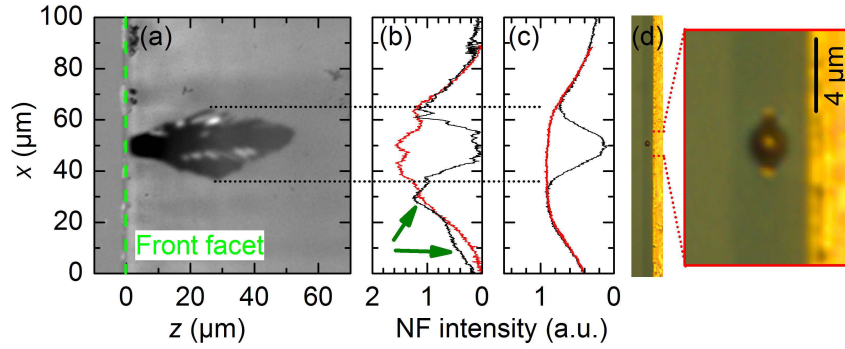 (a)
(b)
(c)
(d)
100
80
60
40
20
0
x (µm)
Front facet
0
20
40
60
z (µm)
2
1
0
1
0
NF intensity (a.u.)
4 µm